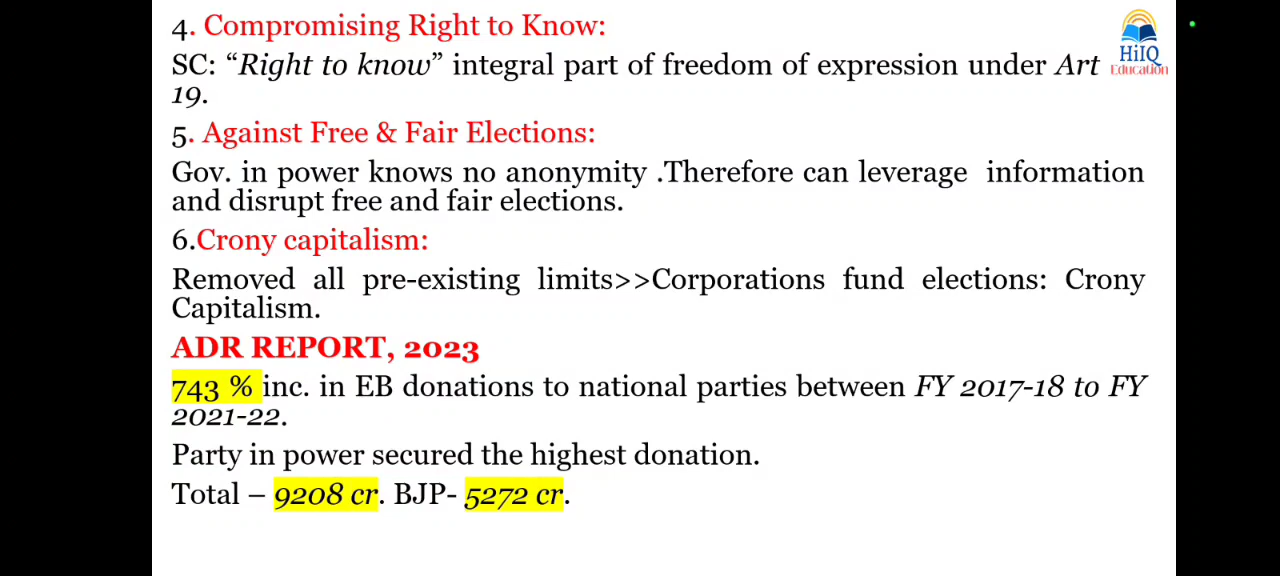 4. Compromising Right to Know:
SC: “Right to know” integral part of freedom of expression under Art
19.
5. Against Free & Fair Elections:
Gov. in power knows no anonymity .Therefore can leverage information
and disrupt free and fair elections.
6.Crony capitalism:
Removed all pre-existing limits>>Corporations fund elections: Crony
Capitalism.
ADR REPORT, 2023
743 % inc. in EB donations to national parties between FY 2017-18 to FY
2021-22.
Party in power secured the highest donation.
Total – 9208 cr. BJP- 5272 cr.
HiIQ
Education